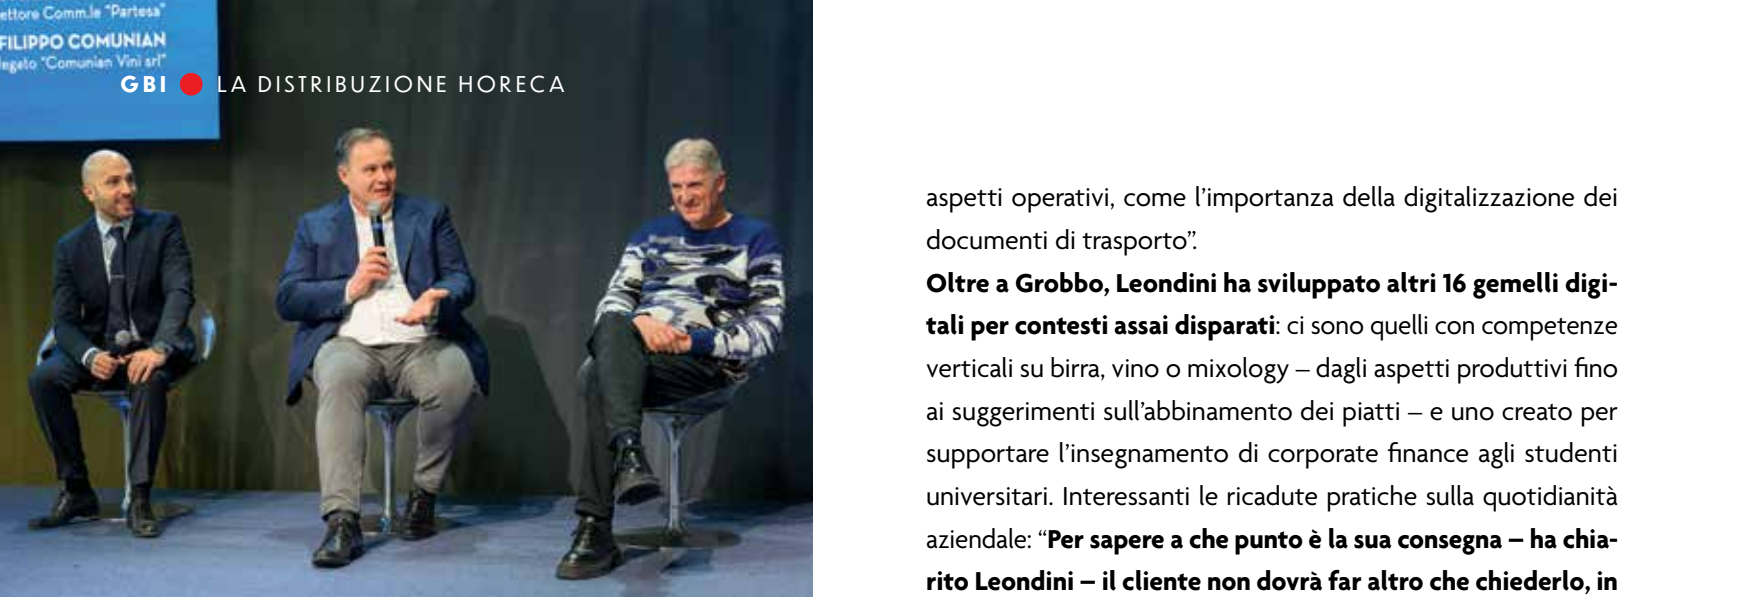 ettore Comm.le "Partesa"
FILIPPO COMUNIAN
legato "Comunian Vini srl"
GBI LA DISTRIBUZIONE HORECA
aspetti operativi, come l’importanza della digitalizzazione dei
documenti di trasporto”.
Oltre a Grobbo, Leondini ha sviluppato altri 16 gemelli digi-
tali per contesti assai disparati: ci sono quelli con competenze
verticali su birra, vino o mixology – dagli aspetti produttivi fino
ai suggerimenti sull’abbinamento dei piatti – e uno creato per
supportare l’insegnamento di corporate finance agli studenti
universitari. Interessanti le ricadute pratiche sulla quotidianità
aziendale: “Per sapere a che punto è la sua consegna – ha chia-
rito Leondini – il cliente non dovrà far altro che chiederlo, in